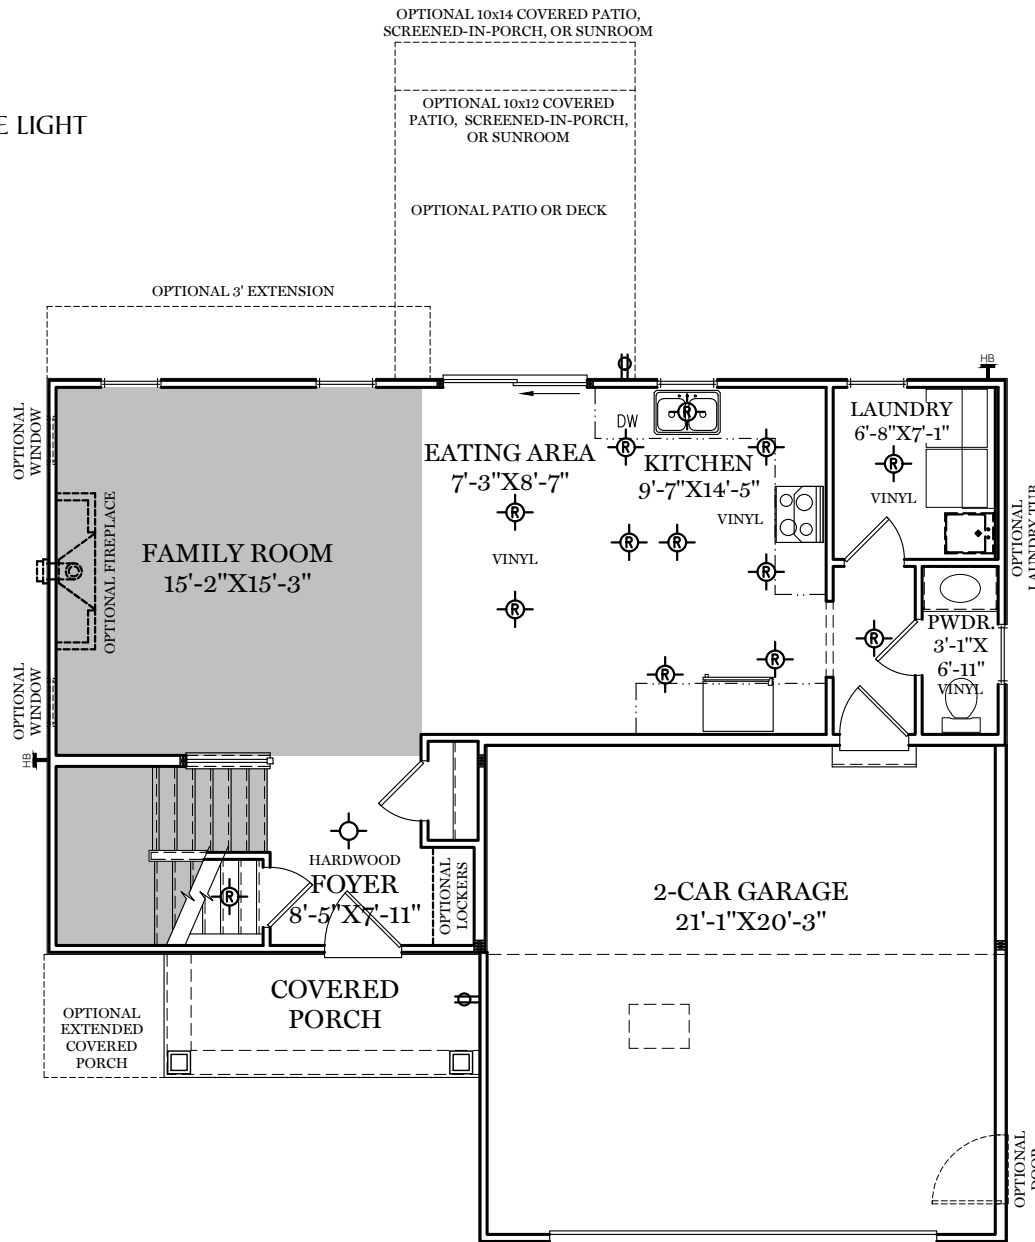 OPTIONAL 10x14 COVERED PATIO,
SCREENED-IN-PORCH, OR SUNROOM
OPTIONAL 10x12 COVERED
PATIO, SCREENED-IN-PORCH,
OR SUNROOM
E LIGHT
OPTIONAL PATIO OR DECK
OPTIONAL 3' EXTENSION
HB
OPTIONAL
WINDOW
DW
R
LAUNDRY
6'-8"X7'-1"
R
VINYL
EATING AREA
7'-3"X8'-7"
R
R
KITCHEN
9'-7"X14'-5"
VINYL
R
VINYL
R
R
R
R
OPTIONAL
LAUNDRY TUB
FAMILY ROOM
15'-2"X15'-3"
OPTIONAL FIREPLACE
R
PWDR.
3'-1"X
6'-11"
VINYL
R
R
OPTIONAL
WINDOW
HB
HARDWOOD
FOYER
8'-5"X7'-11"
R
OPTIONAL
LOCKERS
2-CAR GARAGE
21'-1"X20'-3"
COVERED
PORCH
OPTIONAL
EXTENDED
COVERED
PORCH
OPTIONAL
DOOR